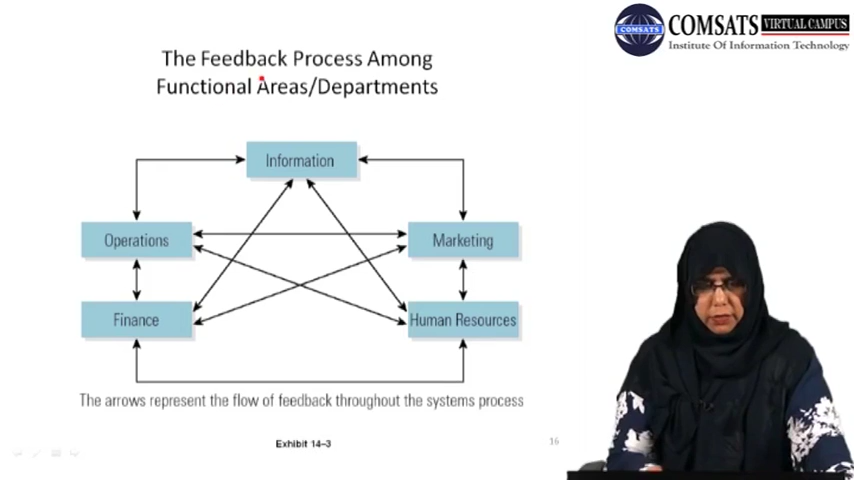 COMSATS VIRTUAL CAMPUS
COMSATS
Institute Of Information Technology
The Feedback Process Among
Functional Areas/Departments
Information
Operations
Marketing
Finance
Human Resources
The arrows represent the flow of feedback throughout the systems process
Exhibit 14–3
16